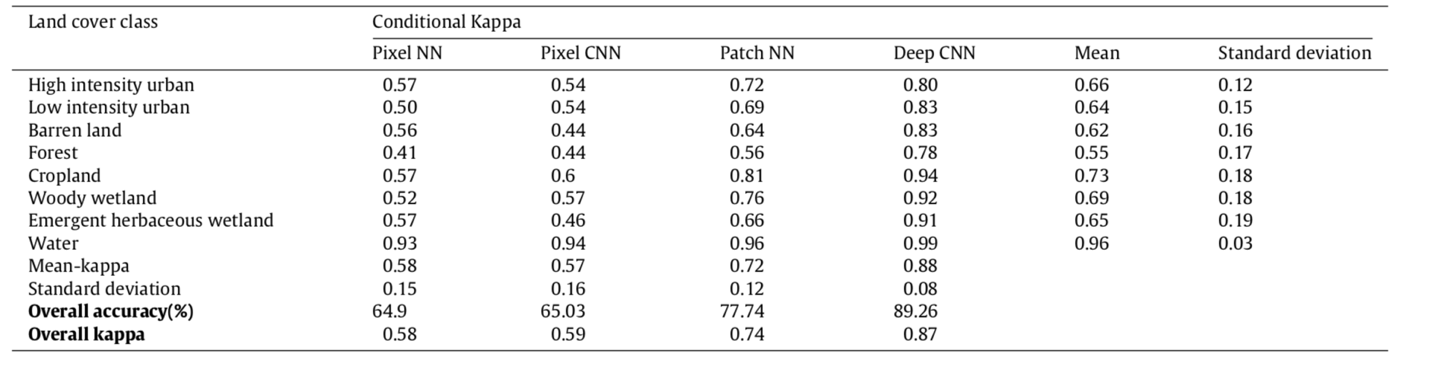 Land cover class Conditional Kappa
Pixel NN Pixel CNN Patch NN Deep CNN Mean Standard deviation
High intensity urban 0.57 0.54 0.72 0.80 0.66 0.12
Low intensity urban 0.50 0.54 0.69 0.83 0.64 0.15
Barren land 0.56 0.44 0.64 0.83 0.62 0.16
Forest 0.41 0.44 0.56 0.78 0.55 0.17
Cropland 0.57 0.6 0.81 0.94 0.73 0.18
Woody wetland 0.52 0.57 0.76 0.92 0.69 0.18
Emergent herbaceous wetland 0.57 0.46 0.66 0.91 0.65 0.19
Water 0.93 0.94 0.96 0.99 0.96 0.03
Mean-kappa 0.58 0.57 0.72 0.88
Standard deviation 0.15 0.16 0.12 0.08
Overall accuracy(%) 64.9 65.03 77.74 89.26
Overall kappa 0.58 0.59 0.74 0.87